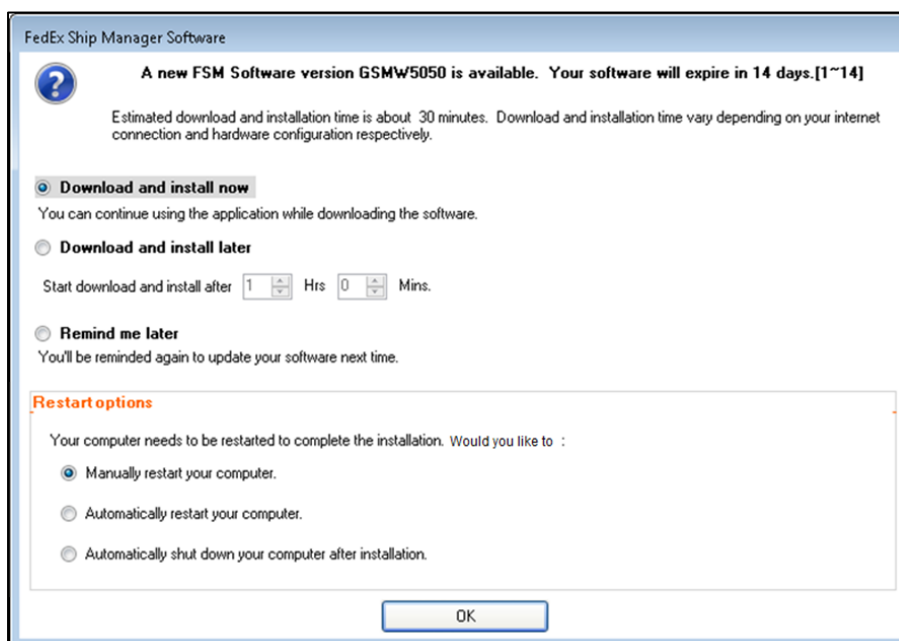 FedEx Ship Manager Software
A new FSM Software version GSMW5050 is available. Your software will expire in 14 days.[1~14]
Estimated download and installation time is about 30 minutes. Download and installation time vary depending on your internet
connection and hardware configuration respectively.
Download and install now
You can continue using the application while downloading the software.
Download and install later
Start download and install after 1 Hrs 0 Mins.
Remind me later
You'll be reminded again to update your software next time.
Restart options
Your computer needs to be restarted to complete the installation. Would you like to :
Manually restart your computer.
Automatically restart your computer.
Automatically shut down your computer after installation.
OK